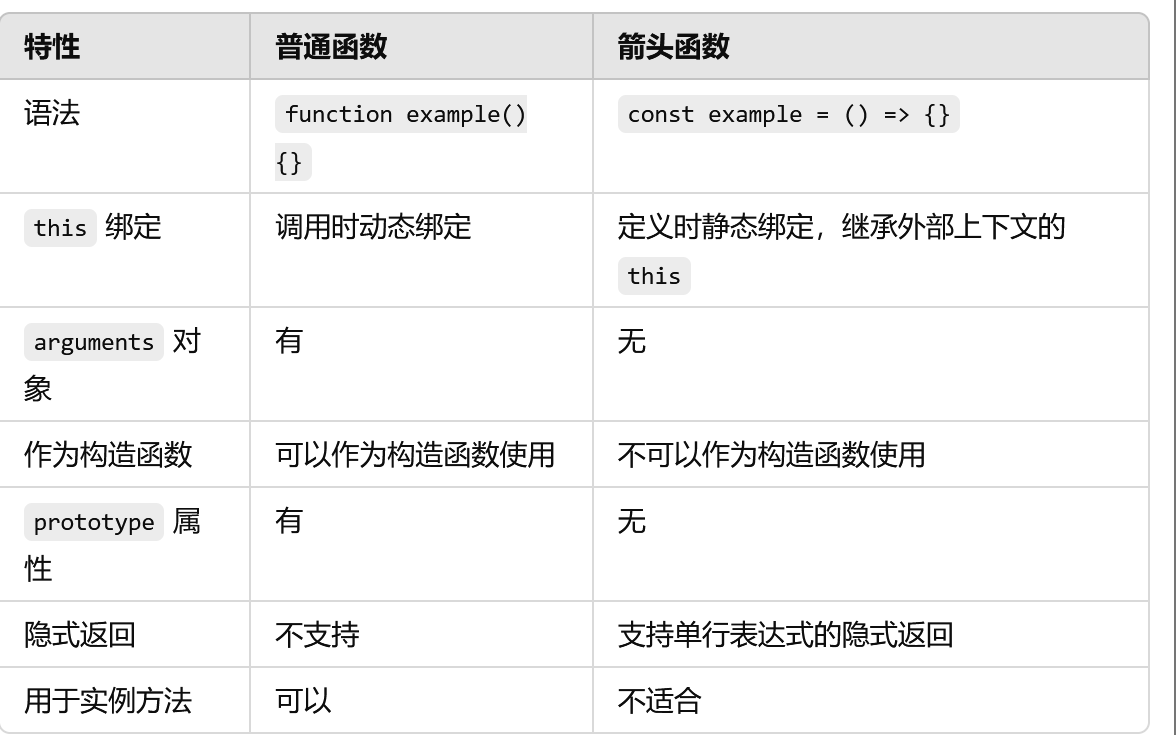 特性 普通函数 箭头函数
语法 function example() const example = () => {}
{}
this 绑定 调用时动态绑定 定义时静态绑定，继承外部上下文的
this
arguments 对 有 无
象
作为构造函数 可以作为构造函数使用 不可以作为构造函数使用
prototype 属 有 无
性
隐式返回 不支持 支持单行表达式的隐式返回
用于实例方法 可以 不适合